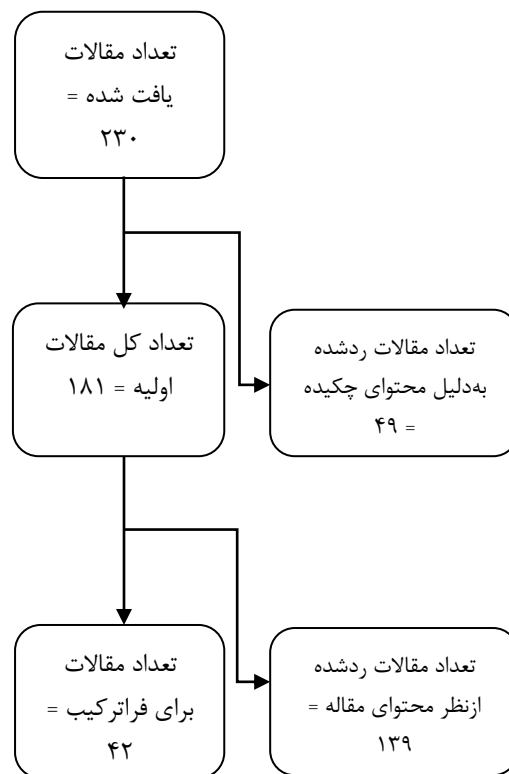 تعداد مقالات
یافت شده =
۲۳۰
تعداد کل مقالات
اولیه = ۱۸۱
تعداد مقالات ردشده
به‌دلیل محتوای چکیده
= ۴۹
تعداد مقالات
برای فراترکیب =
۴۲
تعداد مقالات ردشده
ازنظر محتوای مقاله =
۱۳۹